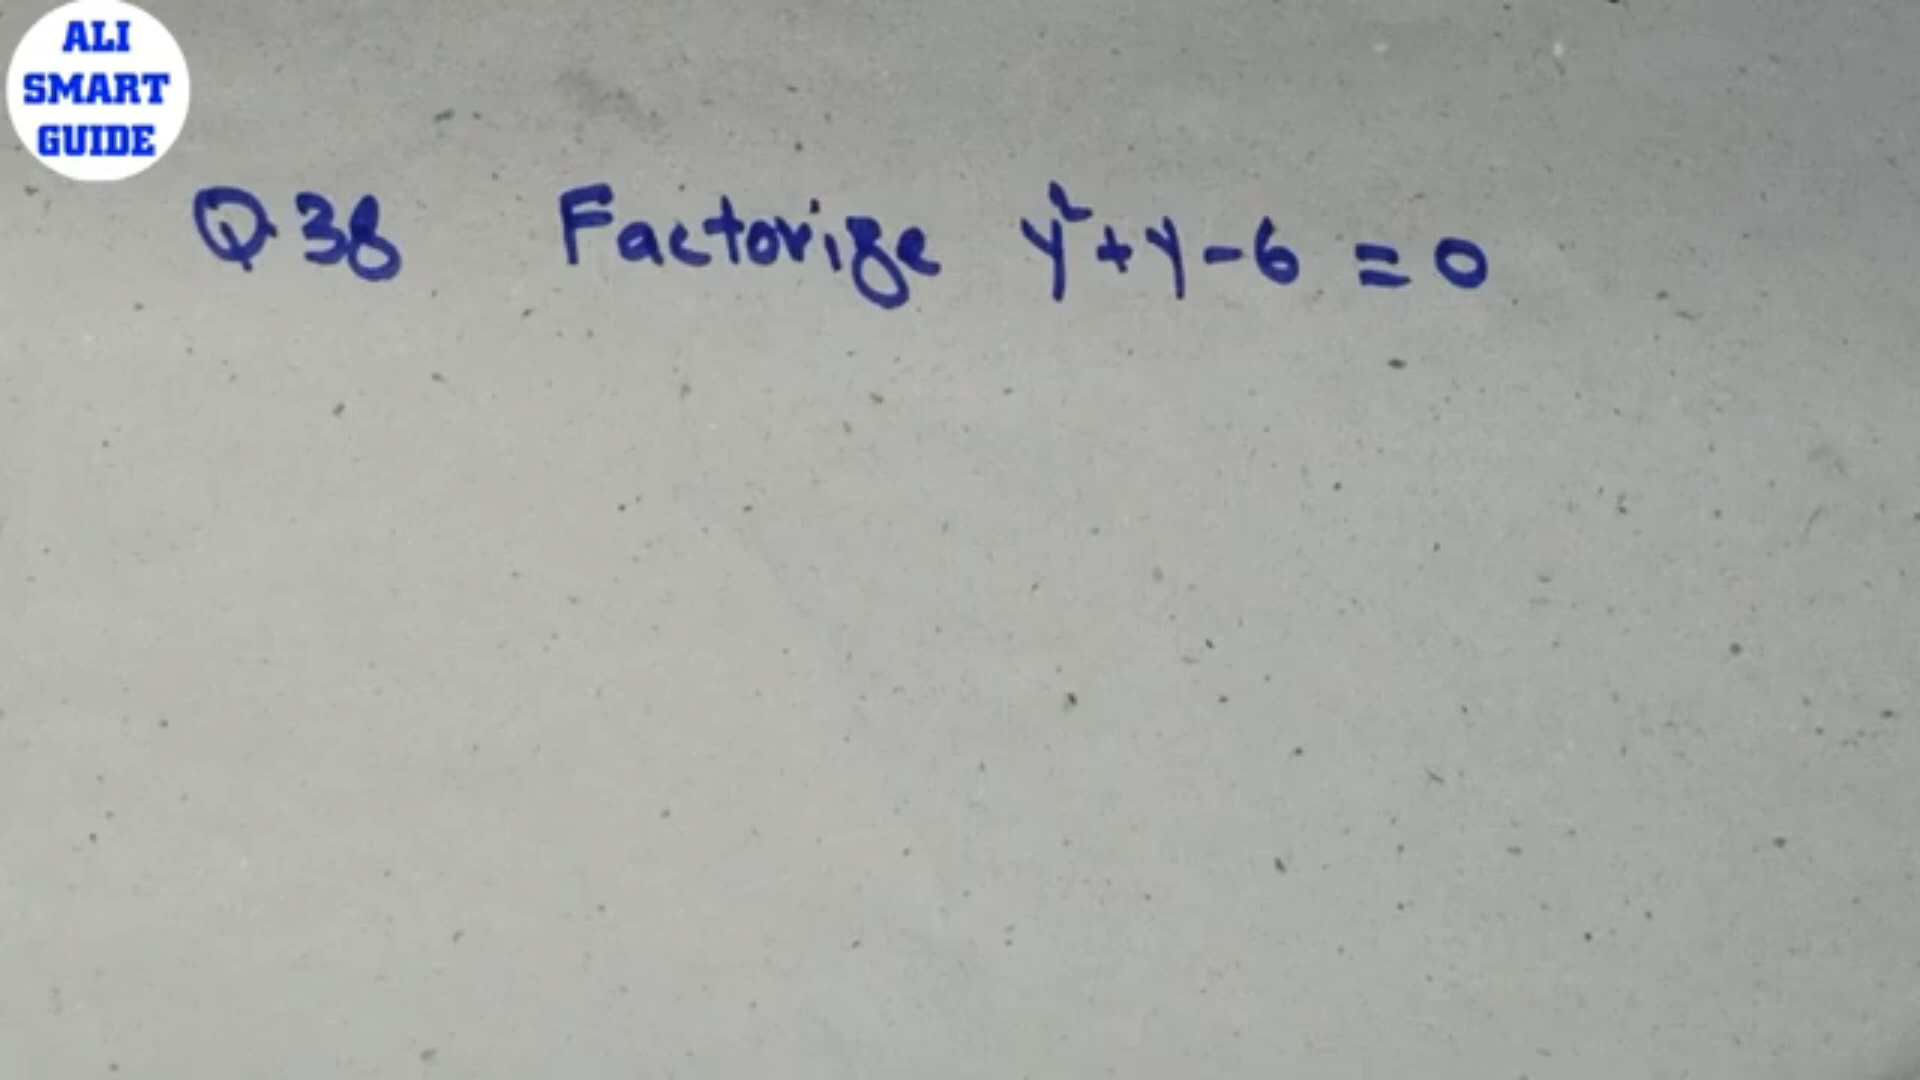 ALI
SMART
GUIDE
Q 38 Factorize y²+y-6 = 0